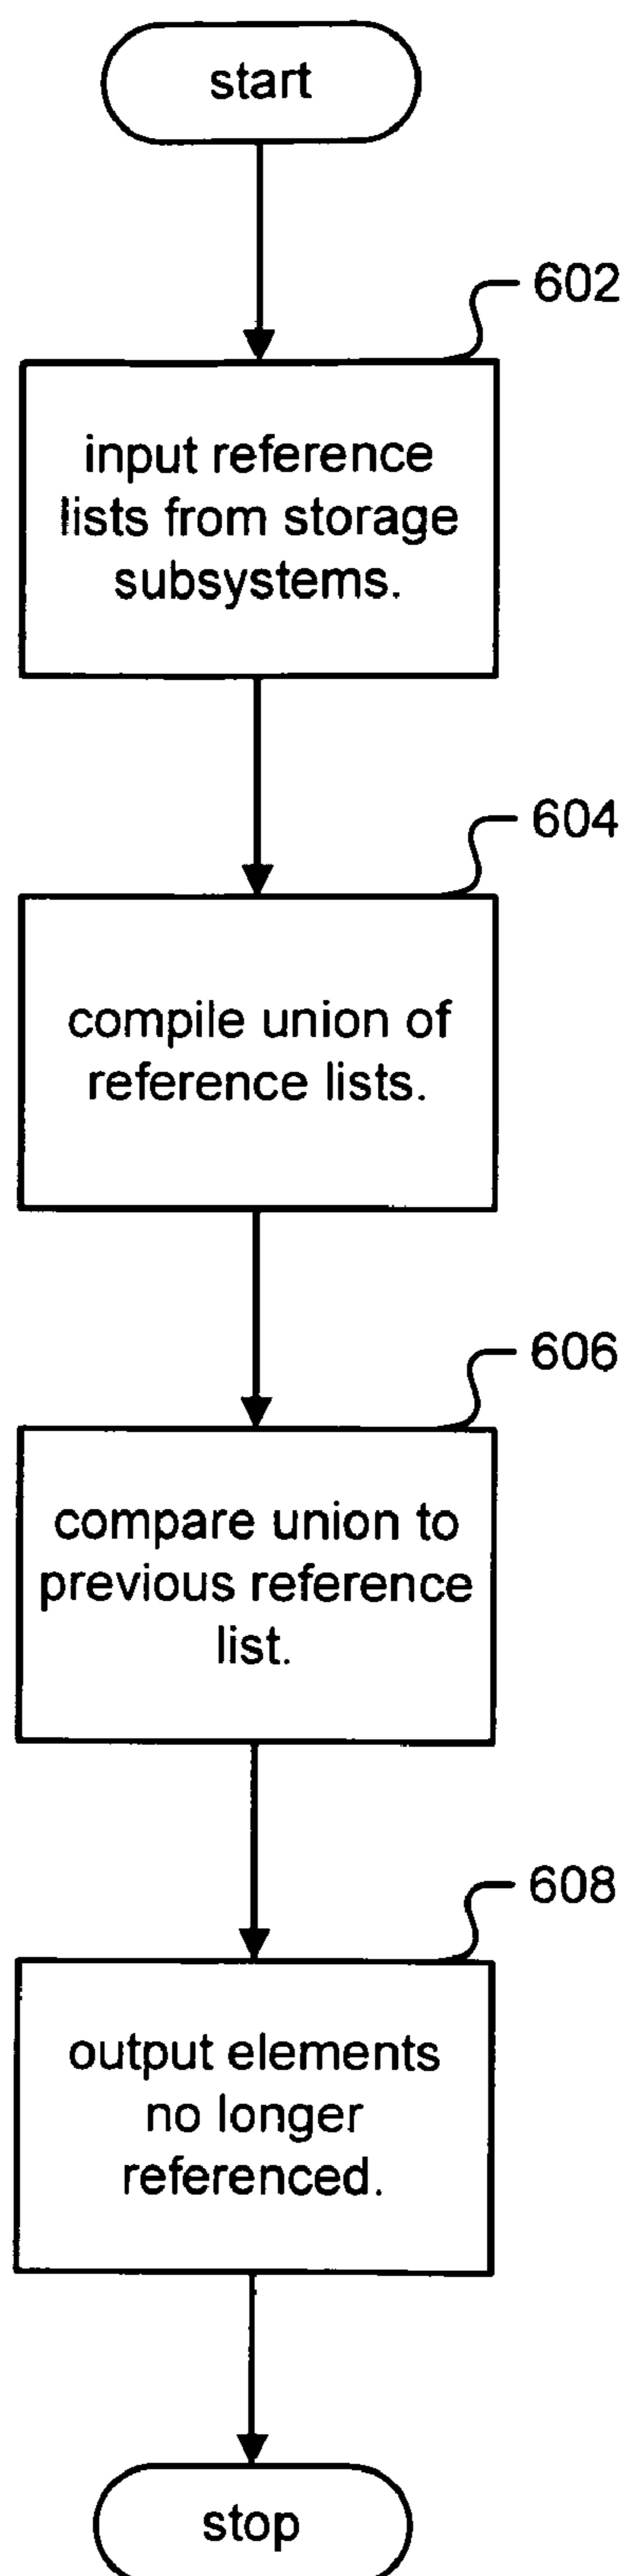 start
602
input reference
lists from storage
subsystems.
604
compile union of
reference lists.
606
compare union to
previous reference
list.
608
output elements
no longer
referenced.
stop